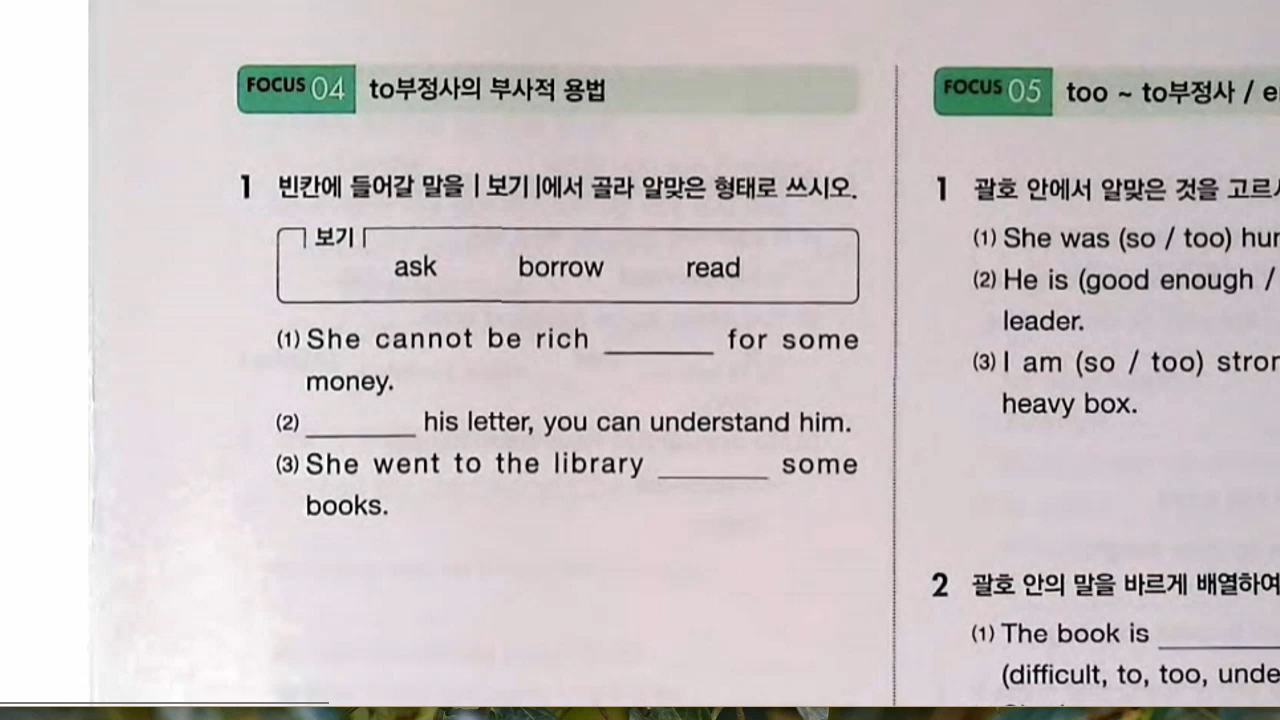 FOCUS 04 to부정사의 부사적 용법
1 빈칸에 들어갈 말을 | 보기 |에서 골라 알맞은 형태로 쓰시오.
| 보기 |
ask borrow read
(1) She cannot be rich ________ for some
money.
(2) ________ his letter, you can understand him.
(3) She went to the library ________ some
books.
FOCUS 05 too ~ to부정사 /
1 괄호 안에서 알맞은 것을
(1) She was (so / too)
(2) He is (good enough /
leader.
(3) I am (so / too)
heavy box.
2 괄호 안의 말을 바르게 배열하여
(1) The book is ________
(difficult, to, too,